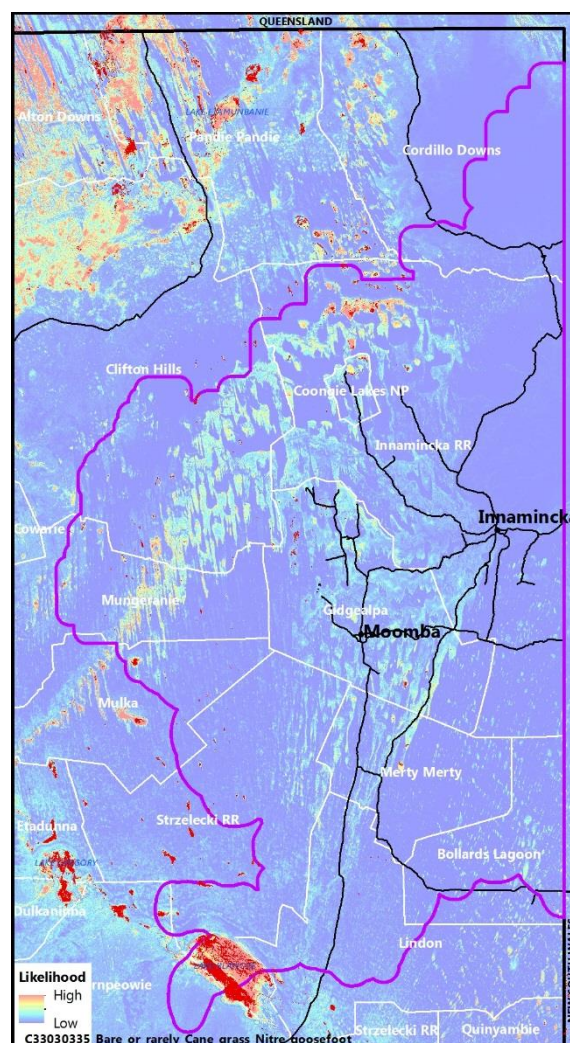 QUEENSLAND
Alton Downs
Pandie Pandie
Cordillo Downs
Clifton Hills
Coongie Lakes NP
Innamincka RR
Innamincka
Cowarie
Mungeranie
Gidgealpa
Moomba
Mulka
Merty Merty
Etadunna
Strzelecki RR
Bollards Lagoon
Dulkaninna
Lindon
Likelihood
High
Low
Strzelecki RR
Quinyambie
C33030335 Bare or rarely Cane grass Nitre goosefoot